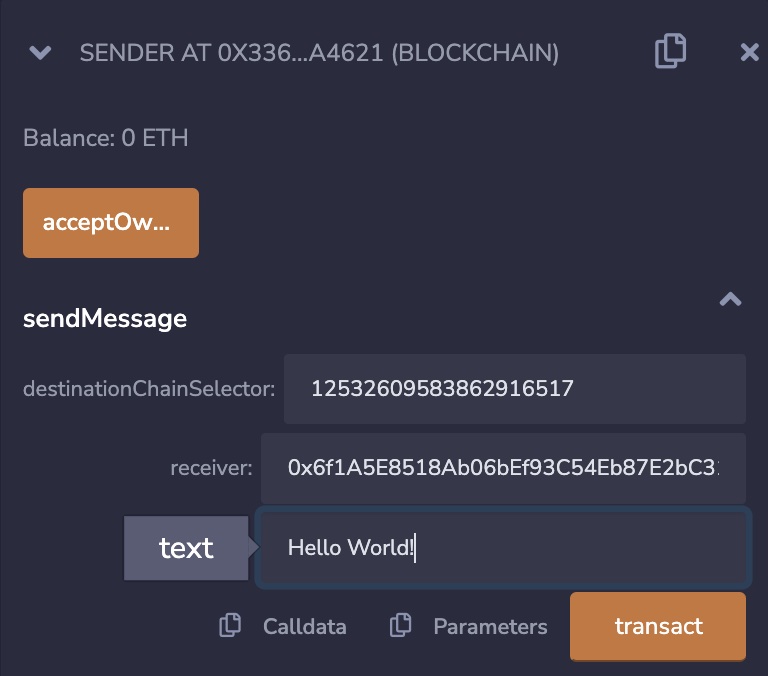 SENDER AT 0X336...A4621 (BLOCKCHAIN)
Balance: 0 ETH
acceptOw...
sendMessage
destinationChainSelector: 12532609583862916517
receiver: 0x6f1A5E8518Ab06bEf93C54Eb87E2bC3
text Hello World!
Calldata Parameters transact